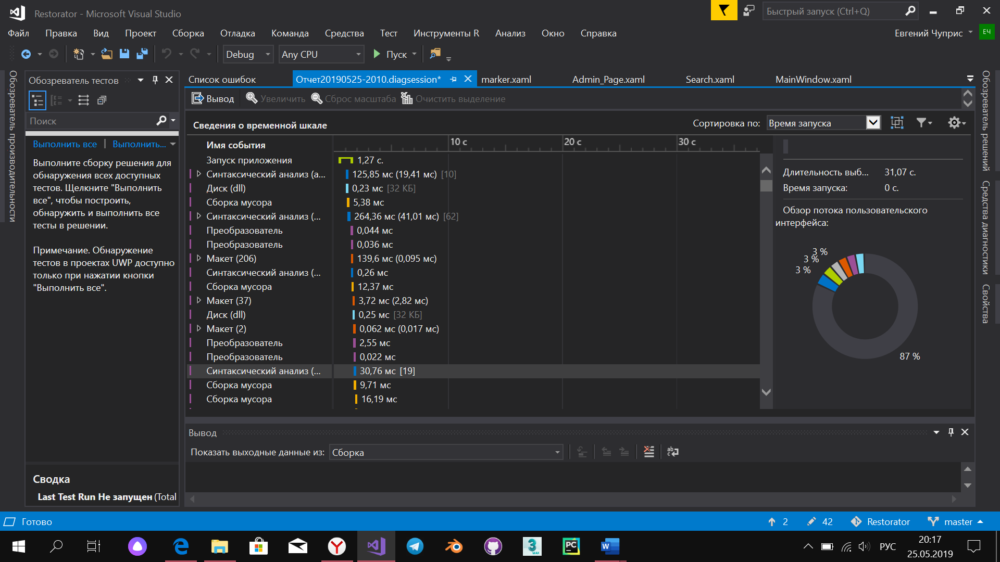 Restorator - Microsoft Visual Studio
Быстрый запуск (Ctrl+Q)
Файл Правка Вид Проект Сборка Отладка Команда Средства Тест Инструменты R Анализ Окно Справка
Евгений Чуприс ЕЧ
Debug Any CPU Пуск
Обозреватель производительности
Обозреватель тестов
Поиск
Выполнить все | Выполнить...
Выполните сборку решения для
обнаружения всех доступных
тестов. Щелкните "Выполнить
все", чтобы построить,
обнаружить и выполнить все
тесты в решении.
Примечание. Обнаружение
тестов в проектах UWP доступно
только при нажатии кнопки
"Выполнить все".
Сводка
Last Test Run Не запущен (Total
Список ошибок Отчет20190525-2010.diagsession* marker.xaml Admin_Page.xaml Search.xaml MainWindow.xaml
Вывод Увеличить Сброс масштаба Очистить выделение
Сведения о временной шкале
Сортировка по: Время запуска
Имя события 10 с 20 с 30 с
Запуск приложения 1,27 с.
Синтаксический анализ (a... 125,85 мс (19,41 мс) [10]
Диск (dll) 0,23 мс [32 КБ]
Сборка мусора 5,38 мс
Синтаксический анализ (... 264,36 мс (41,01 мс) [62]
Преобразователь 0,044 мс
Преобразователь 0,036 мс
Макет (206) 139,6 мс (0,095 мс)
Синтаксический анализ (... 0,26 мс
Сборка мусора 12,37 мс
Макет (37) 3,72 мс (2,82 мс)
Диск (dll) 0,25 мс [32 КБ]
Макет (2) 0,062 мс (0,017 мс)
Преобразователь 2,55 мс
Преобразователь 0,022 мс
Синтаксический анализ (... 30,76 мс [19]
Сборка мусора 9,71 мс
Сборка мусора 16,19 мс
Длительность выб... 31,07 с.
Время запуска: 0 с.
Обзор потока пользовательского
интерфейса:
3 %
3 %
3 %
87 %
Обозреватель решений
Средства диагностики
Свойства
Вывод
Показать выходные данные из: Сборка
Готово
2 42 Restorator master
3 MAX PC W
РУС
20:17
25.05.2019